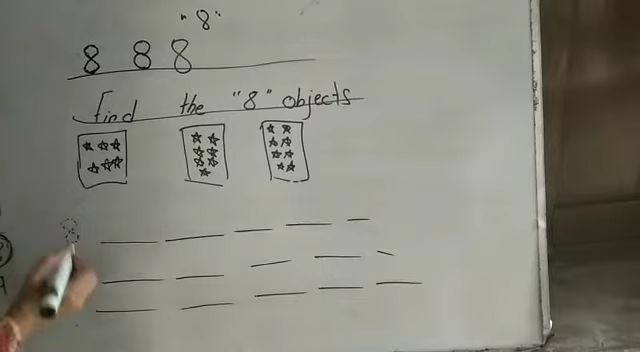 "8"
8 8 8
find the "8" objects